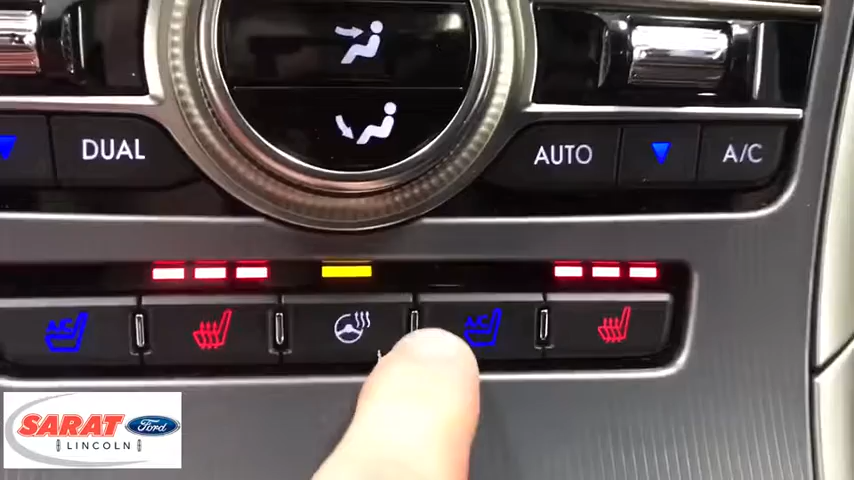 DUAL
AUTO
A/C
A/C
A/C
SARAT
Ford
LINCOLN